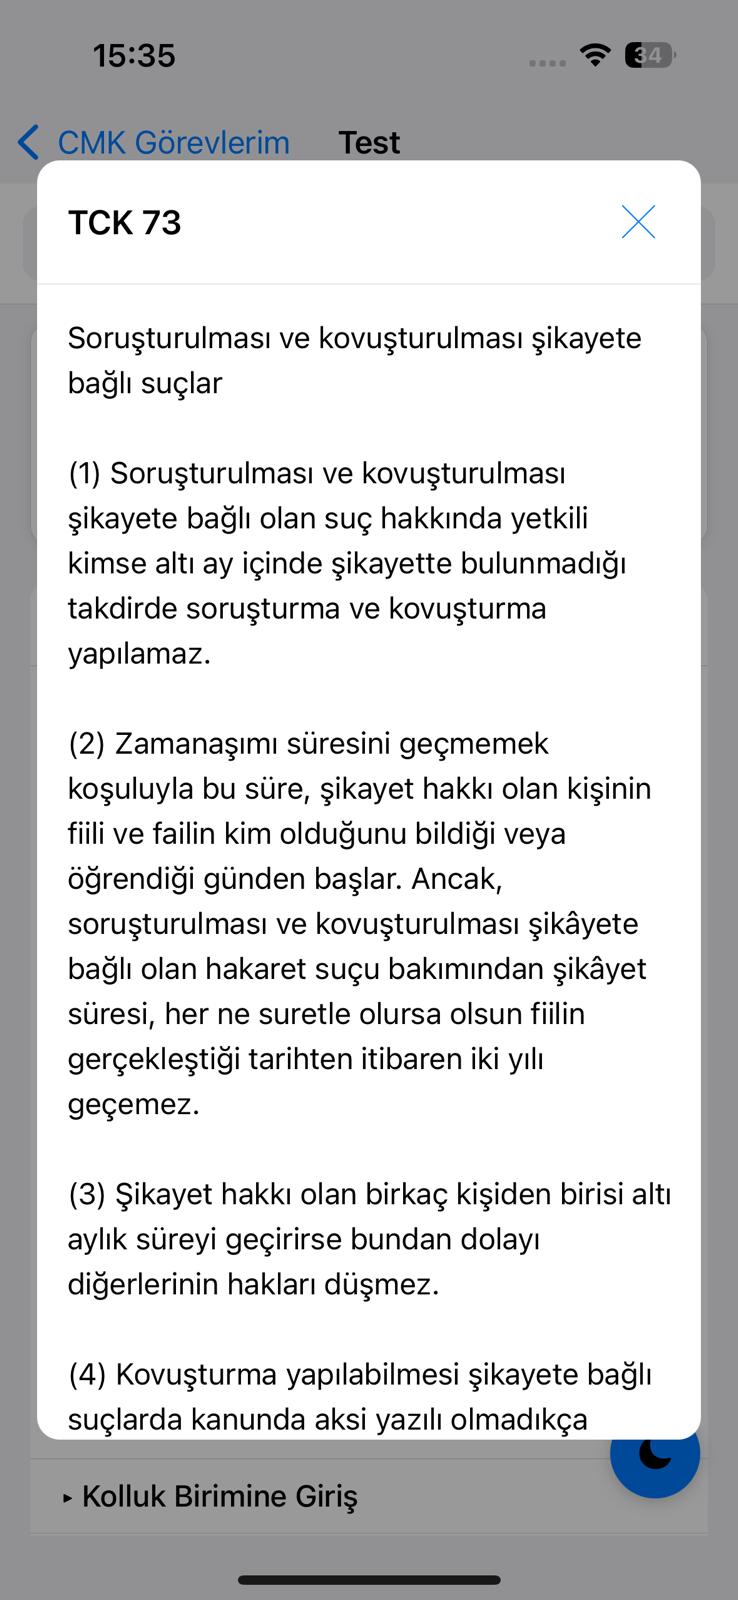 15:35
34
CMK Görevlerim
Test
TCK 73
Soruşturulması ve kovuşturulması şikayete
bağlı suçlar
(1) Soruşturulması ve kovuşturulması
şikayete bağlı olan suç hakkında yetkili
kimse altı ay içinde şikayette bulunmadığı
takdirde soruşturma ve kovuşturma
yapılamaz.
(2) Zamanaşımı süresini geçmemek
koşuluyla bu süre, şikayet hakkı olan kişinin
fiili ve failin kim olduğunu bildiği veya
öğrendiği günden başlar. Ancak,
soruşturulması ve kovuşturulması şikâyete
bağlı olan hakaret suçu bakımından şikâyet
süresi, her ne suretle olursa olsun fiilin
gerçekleştiği tarihten itibaren iki yılı
geçemez.
(3) Şikayet hakkı olan birkaç kişiden birisi altı
aylık süreyi geçirirse bundan dolayı
diğerlerinin hakları düşmez.
(4) Kovuşturma yapılabilmesi şikayete bağlı
suçlarda kanunda aksi yazılı olmadıkça
▸ Kolluk Birimine Giriş